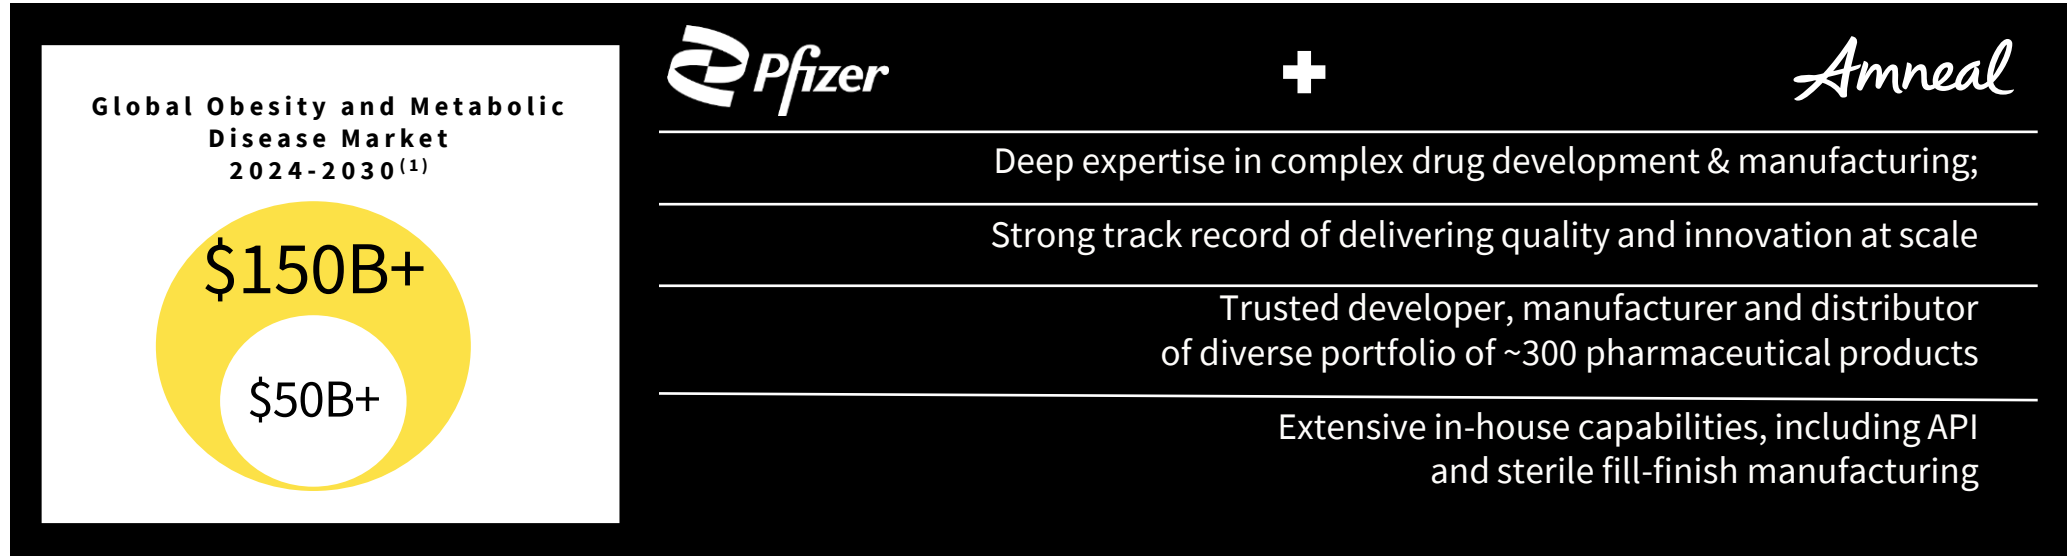 Global Obesity and Metabolic
Disease Market
2024-2030(1)
$150B+
$50B+
Pfizer
+
Amneal
Deep expertise in complex drug development & manufacturing;
Strong track record of delivering quality and innovation at scale
Trusted developer, manufacturer and distributor
of diverse portfolio of ~300 pharmaceutical products
Extensive in-house capabilities, including API
and sterile fill-finish manufacturing